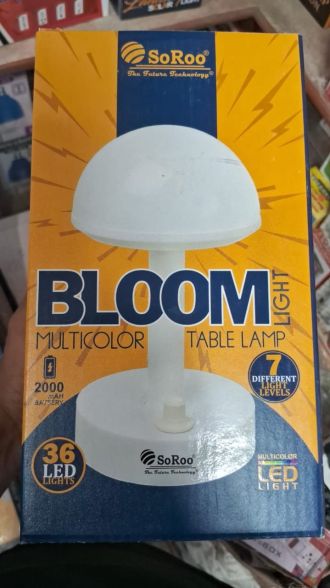 SoRoo®
The Future Technology®
BLOOM
LIGHT
MULTICOLOR TABLE LAMP
2000
mAH
BATTERY
7
DIFFERENT
LIGHT
LEVELS
36
LED
LIGHTS
SoRoo®
The Future Technology®
MULTICOLOR
LED
LIGHT